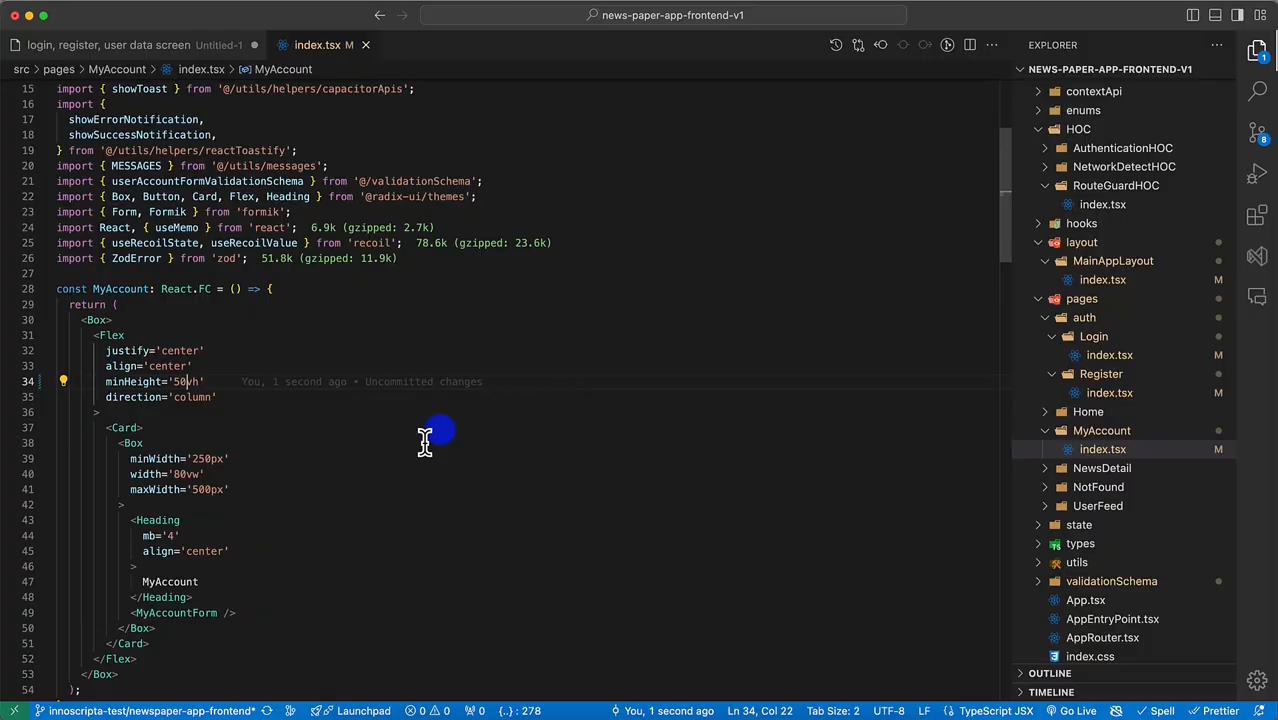 news-paper-app-frontend-v1
login, register, user data screen Untitled-1
index.tsx M
EXPLORER
src > pages > MyAccount > index.tsx > MyAccount
NEWS-PAPER-APP-FRONTEND-V1
15 import { showToast } from '@/utils/helpers/capacitorApis';
16 import {
17 showErrorNotification,
18 showSuccessNotification,
19 } from '@/utils/helpers/reactToastify';
20 import { MESSAGES } from '@/utils/messages';
21 import { userAccountFormValidationSchema } from '@/validationSchema';
22 import { Box, Button, Card, Flex, Heading } from '@radix-ui/themes';
23 import { Form, Formik } from 'formik';
24 import React, { useMemo } from 'react'; 6.9k (gzipped: 2.7k)
25 import { useRecoilState, useRecoilValue } from 'recoil'; 78.6k (gzipped: 23.6k)
26 import { ZodError } from 'zod'; 51.8k (gzipped: 11.9k)
27
28 const MyAccount: React.FC = () => {
29 return (
30 <Box>
31 <Flex
32 justify='center'
33 align='center'
34 minHeight='50vh' You, 1 second ago • Uncommitted changes
35 direction='column'
36 >
37 <Card>
38 <Box
39 minWidth='250px'
40 width='80vw'
41 maxWidth='500px'
42 >
43 <Heading
44 mb='4'
45 align='center'
46 >
47 MyAccount
48 </Heading>
49 <MyAccountForm />
50 </Box>
51 </Card>
52 </Flex>
53 </Box>
54 );
contextApi
enums
HOC
AuthenticationHOC
NetworkDetectHOC
RouteGuardHOC
index.tsx
hooks
layout
MainAppLayout
index.tsx M
pages
auth
Login
index.tsx M
Register
index.tsx M
Home
MyAccount
index.tsx M
NewsDetail
NotFound
UserFeed
state
types
utils
validationSchema
App.tsx
AppEntryPoint.tsx
AppRouter.tsx
index.css
OUTLINE
TIMELINE
1
8
innoscripta-test/newspaper-app-frontend* Launchpad 0 0 0 {..} : 278 You, 1 second ago Ln 34, Col 22 Tab Size: 2 UTF-8 LF TypeScript JSX Go Live Spell Prettier